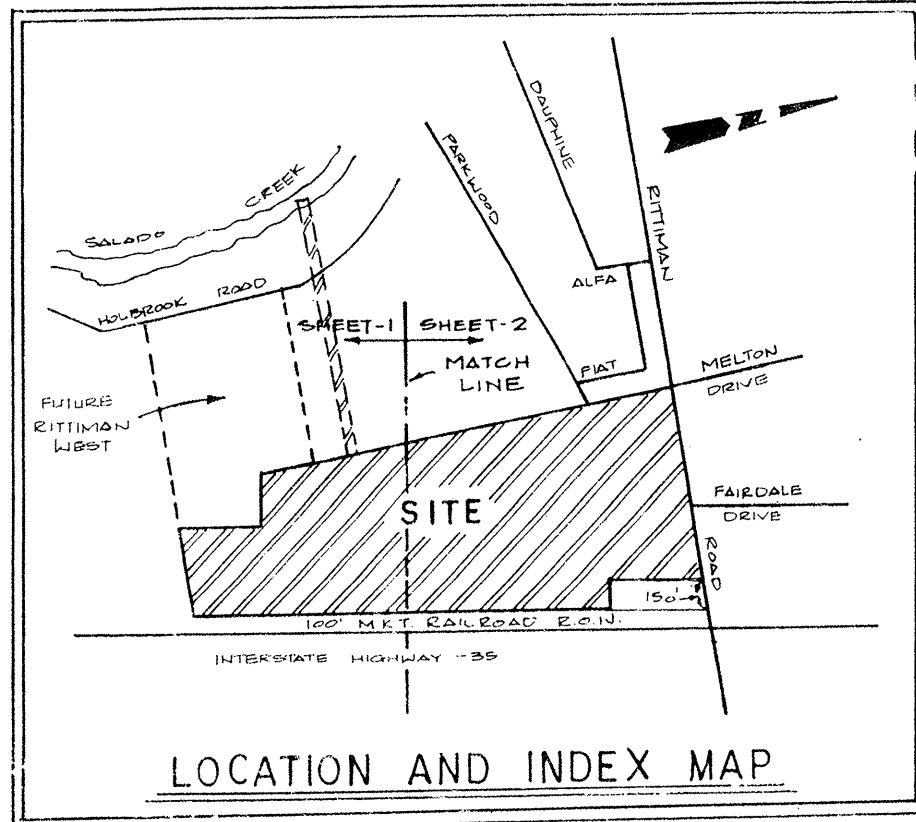 DAUPHINE
PARKWOOD
RITTIMAN
CREEK
SALADO
HOLBROOK ROAD
ALFA
SHEET-1 SHEET-2
FIAT
MATCH
LINE
MELTON
DRIVE
FUTURE
RITTIMAN
WEST
SITE
FAIRDALE
DRIVE
ROAD
150'
100' M.K.T. RAILROAD R.O.W.
INTERSTATE HIGHWAY -35
LOCATION AND INDEX MAP